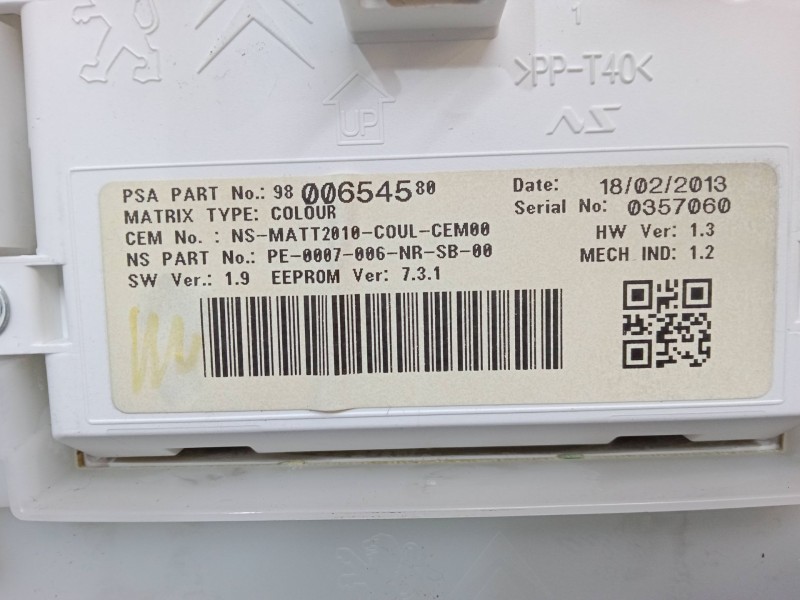 1
>PP-T40<
NS
UP
PSA PART No.: 98 00654580
Date: 18/02/2013
MATRIX TYPE: COLOUR
Serial No: 0357060
CEM No. : NS-MATT2010-COUL-CEM00
HW Ver: 1.3
NS PART No.: PE-0007-006-NR-SB-00
MECH IND: 1.2
SW Ver.: 1.9 EEPROM Ver: 7.3.1